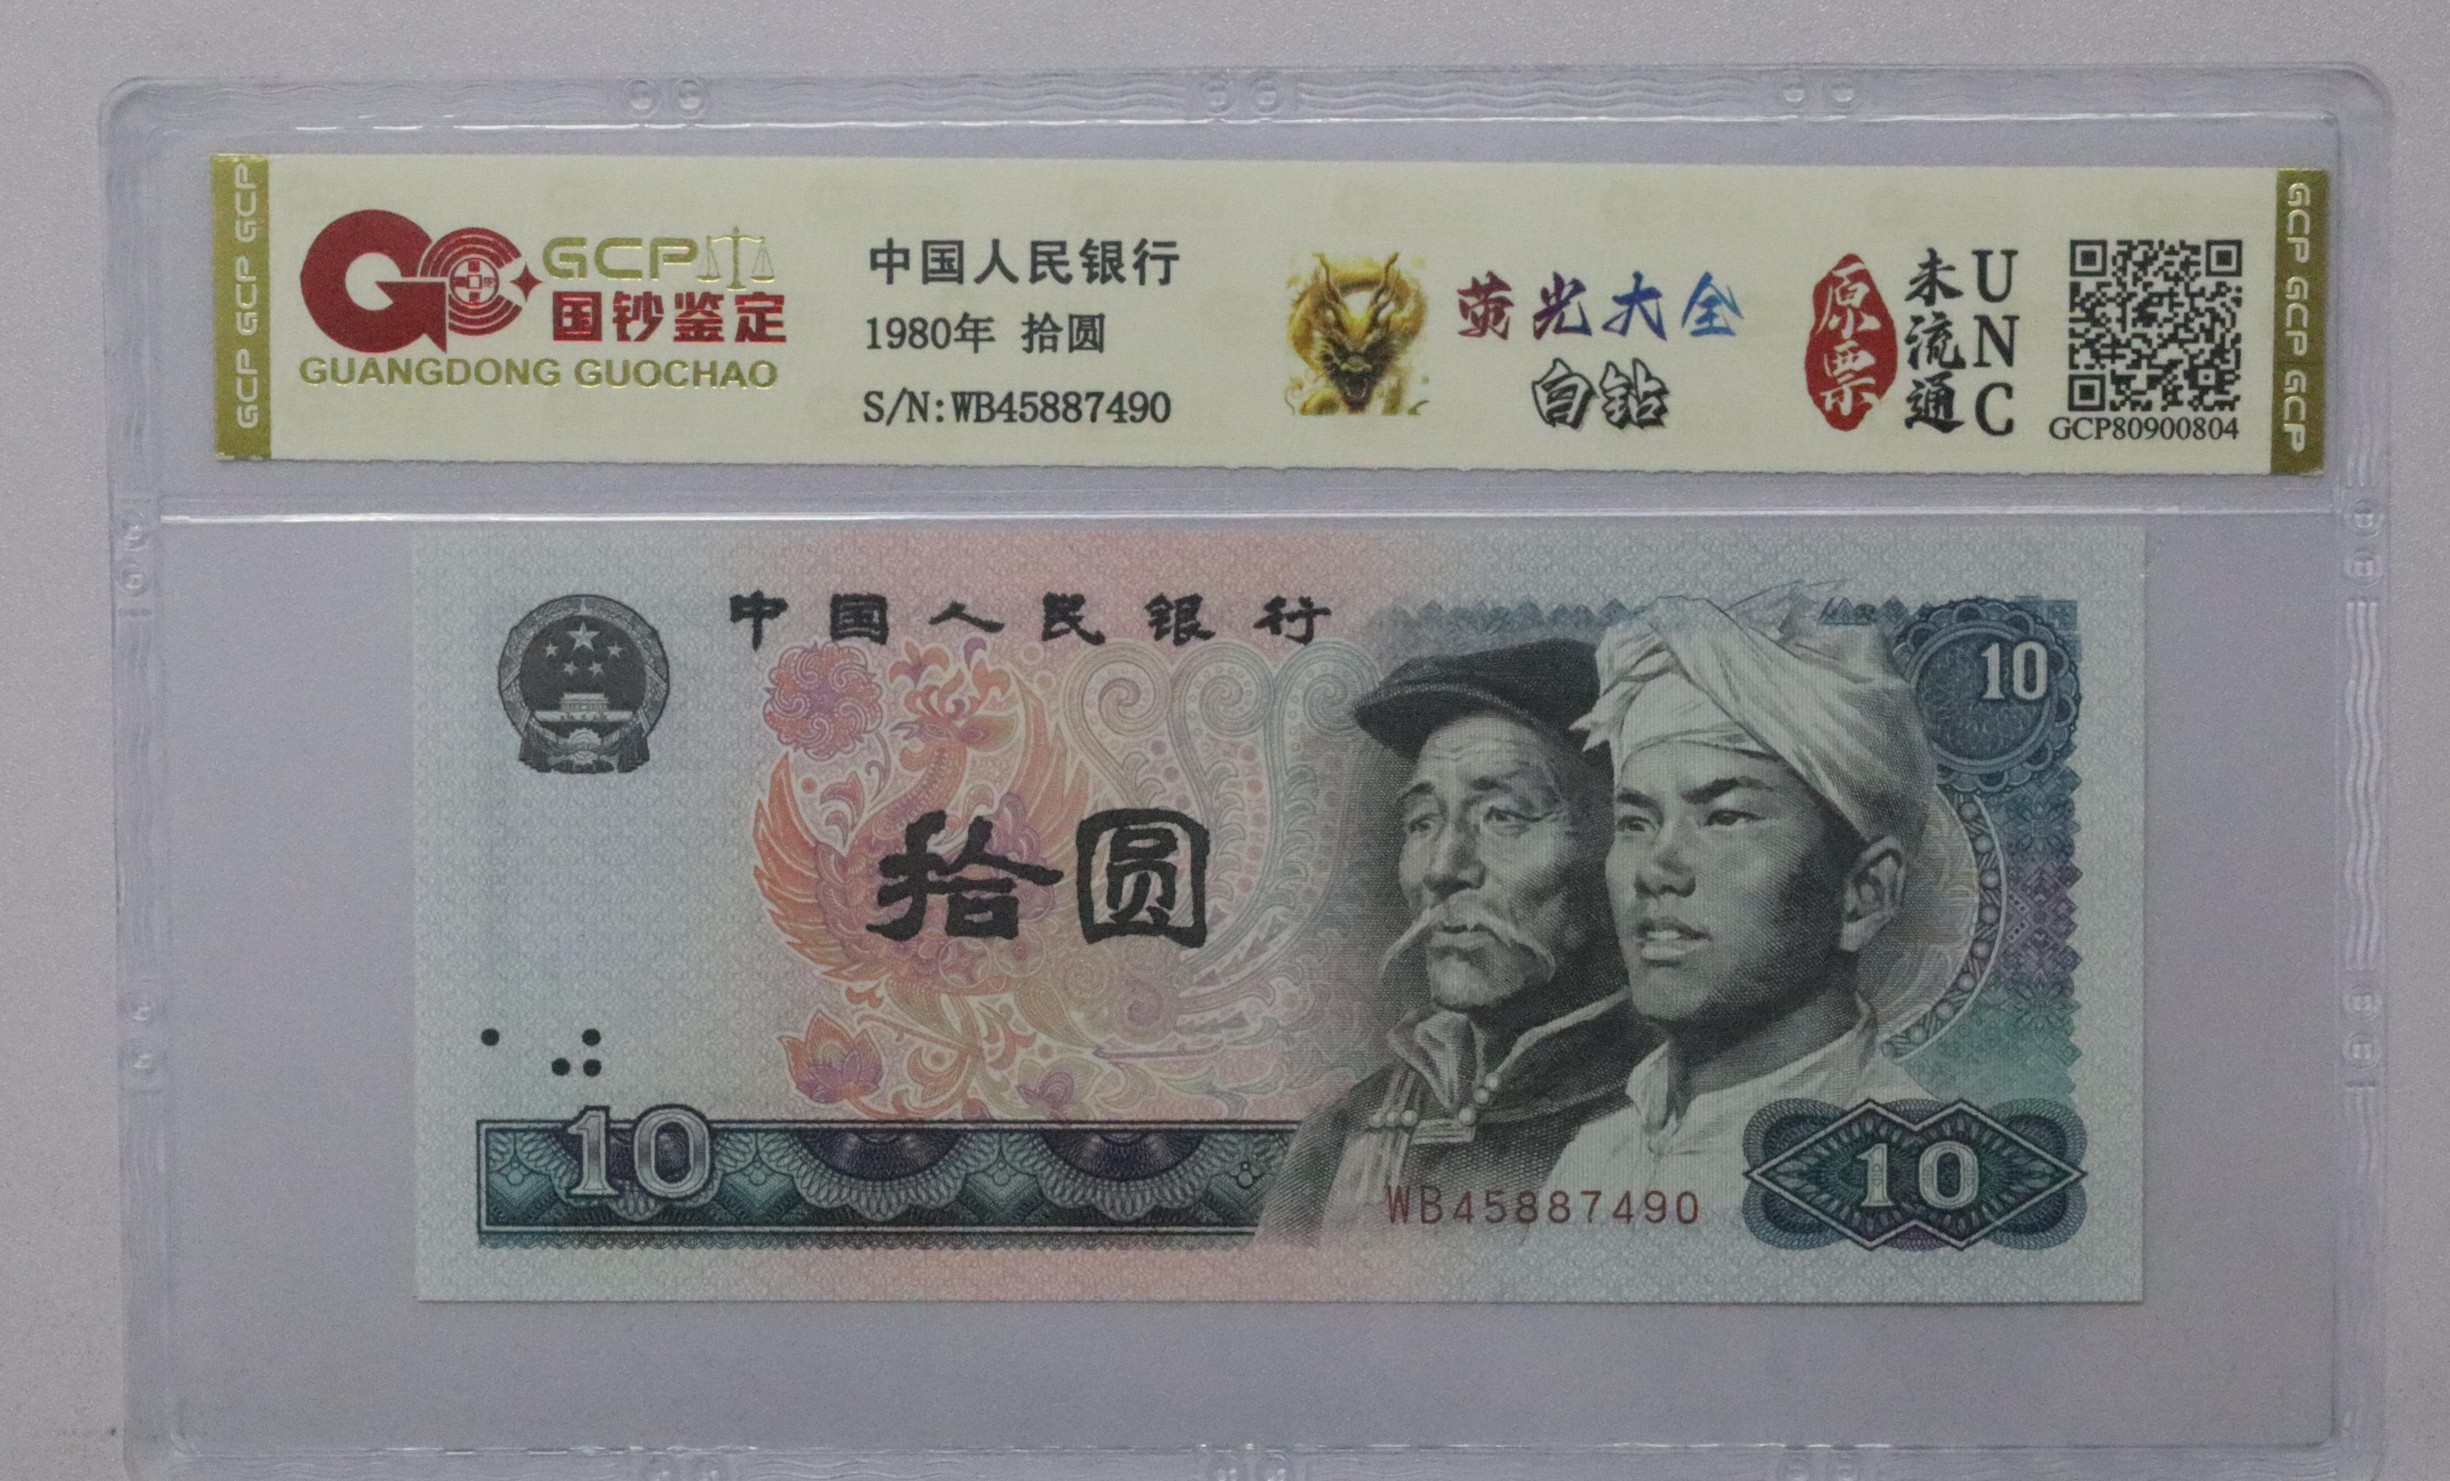 GCP GCP GCP
GCP
国钞鉴定
GUANGDONG GUOCHAO
中国人民银行
1980年 拾圆
S/N:WB45887490
荧光大全
白钻
原票
未流通
UNC
GCP80900804
GCP GCP GCP
中国人民银行
10
拾圆
10
WB45887490
10